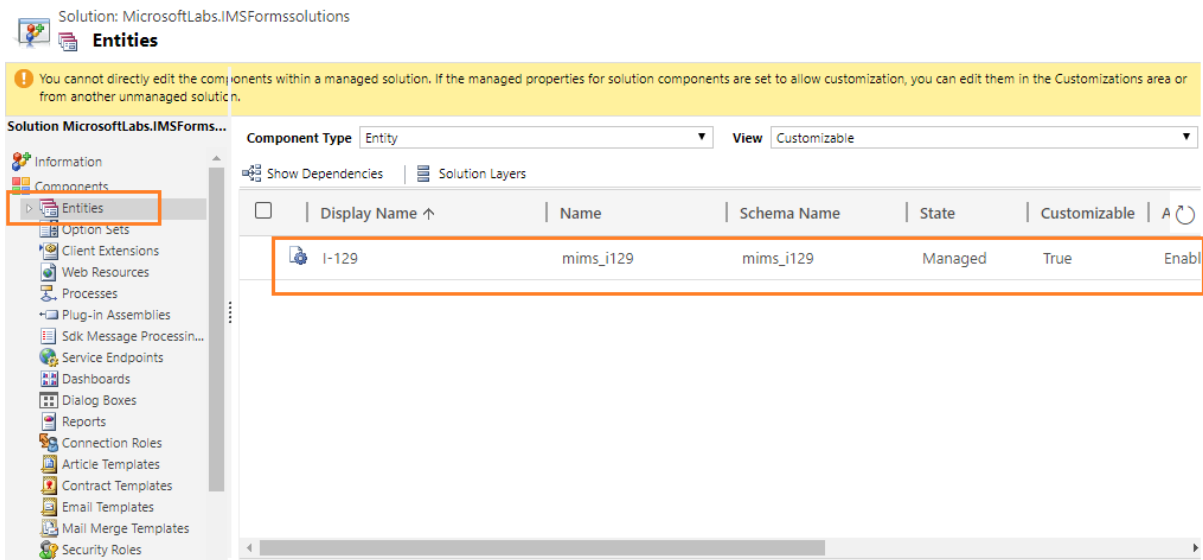 Solution: MicrosoftLabs.IMSFormssolutions
Entities
You cannot directly edit the components within a managed solution. If the managed properties for solution components are set to allow customization, you can edit them in the Customizations area or
from another unmanaged solution.
Solution MicrosoftLabs.IMSForms...
Information
Components
Entities
Option Sets
Client Extensions
Web Resources
Processes
Plug-in Assemblies
Sdk Message Processin...
Service Endpoints
Dashboards
Dialog Boxes
Reports
Connection Roles
Article Templates
Contract Templates
Email Templates
Mail Merge Templates
Security Roles
Component Type Entity View Customizable
Show Dependencies Solution Layers
Display Name ↑ Name Schema Name State Customizable A
I-129 mims_i129 mims_i129 Managed True Enabl